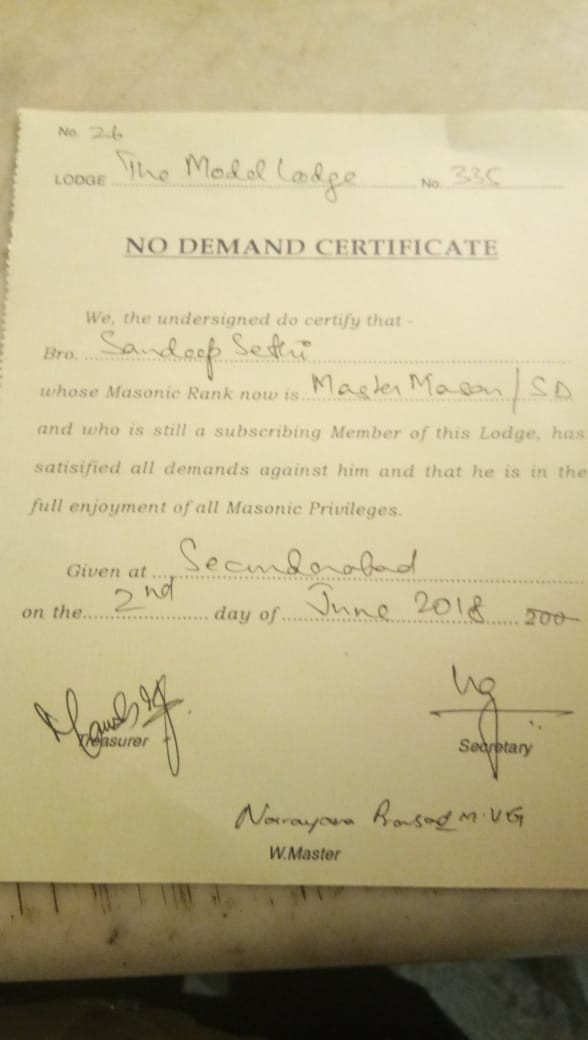 No. 26
LODGE The Model Lodge No. 335
NO DEMAND CERTIFICATE
We, the undersigned do certify that -
Bro. Sandeep Sethi
whose Masonic Rank now is Master Mason / SD
and who is still a subscribing Member of this Lodge, has
satisified all demands against him and that he is in the
full enjoyment of all Masonic Privileges.
Given at Secunderabad
on the 2nd day of June 2018 200
Treasurer
Secretary
Narayana Prasad M.VG
W.Master